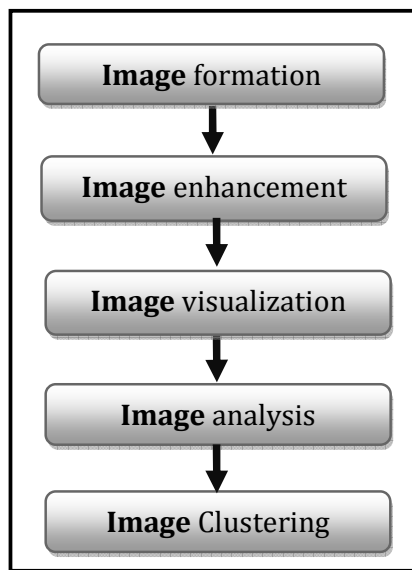 Image formation
Image enhancement
Image visualization
Image analysis
Image Clustering